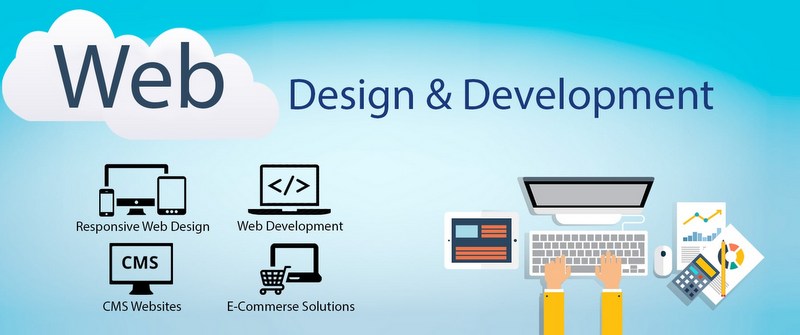 Web
Design & Development
</>
Responsive Web Design
Web Development
CMS
CMS Websites
E-Commerse Solutions